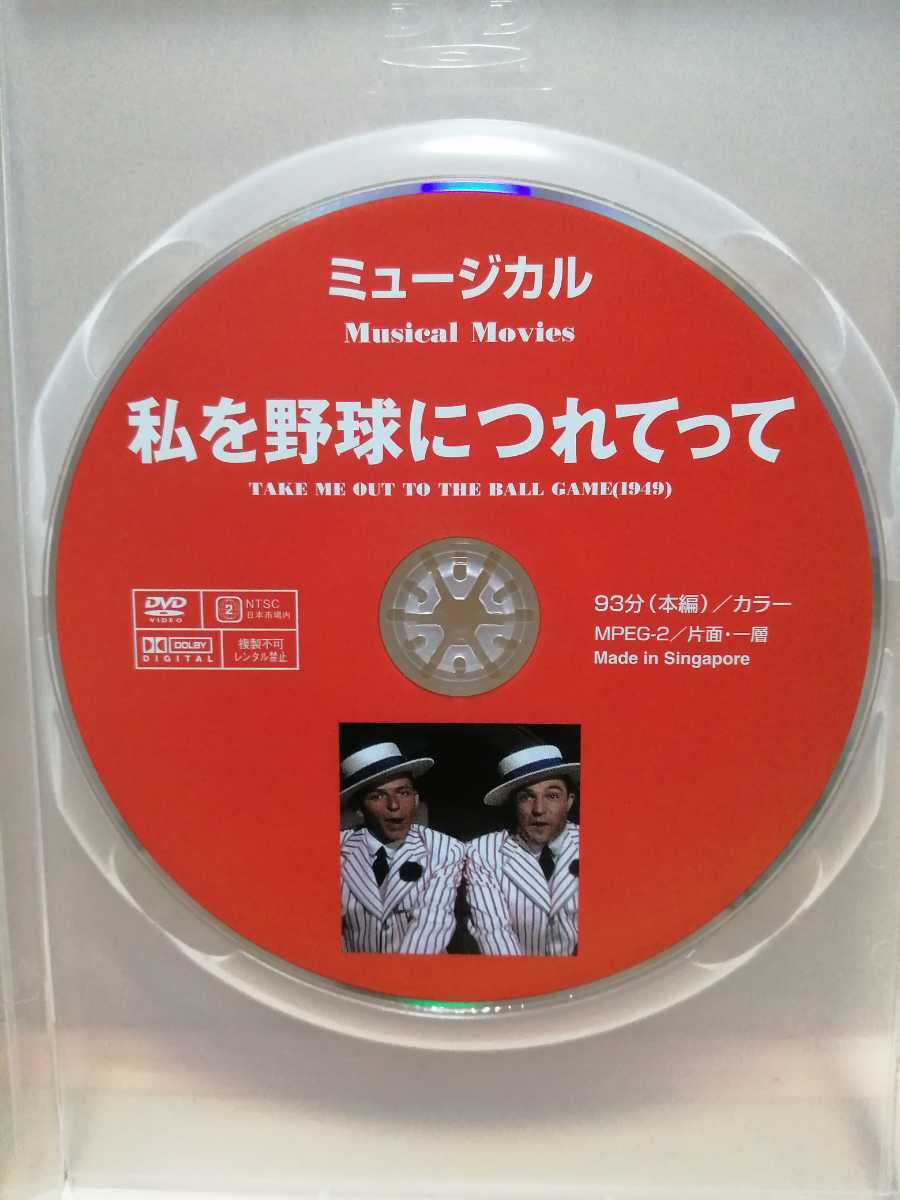 DVD
ミュージカル
Musical Movies
私を野球につれてって
TAKE ME OUT TO THE BALL GAME(1949)
DVD
VIDEO
2
NTSC
日本市場内
DOLBY
DIGITAL
複製不可
レンタル禁止
93分(本編)／カラー
MPEG-2／片面・一層
Made in Singapore